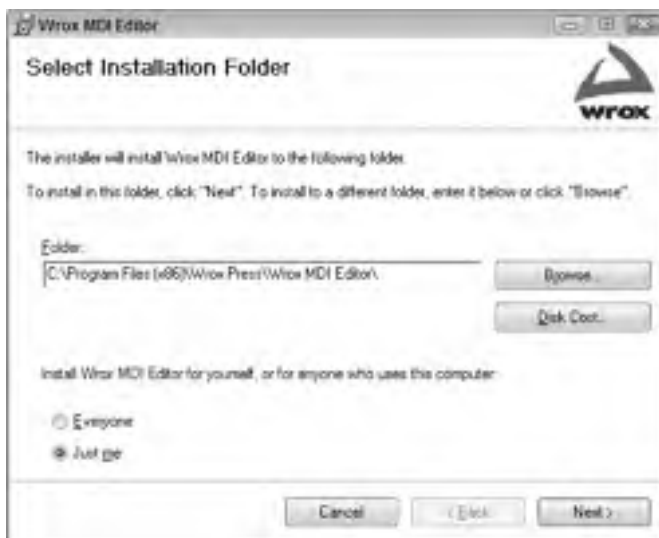 Wrox MDI Editor
Select Installation Folder
wrox
The installer will install Wrox MDI Editor to the following folder.
To install in this folder, click "Next". To install to a different folder, enter it below or click "Browse".
Folder:
C:\Program Files (x86)\Wrox Press\Wrox MDI Editor\
Browse...
Disk Cost...
Install Wrox MDI Editor for yourself, or for anyone who uses this computer:
Everyone
Just me
Cancel
< Back
Next >